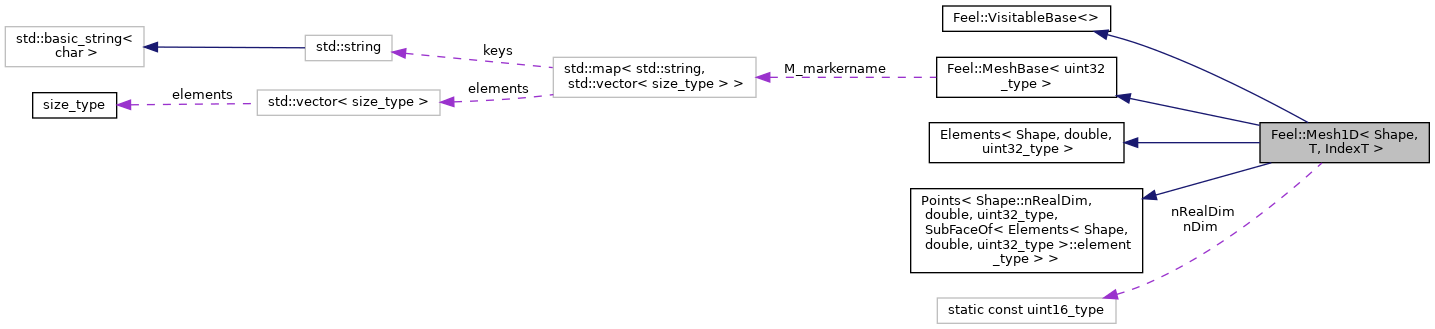 std::basic_string<
char >
std::string
keys
size_type
elements
std::vector< size_type >
elements
std::map< std::string,
std::vector< size_type > >
M_markername
Feel::VisitableBase<>
Feel::MeshBase< uint32
_type >
Elements< Shape, double,
uint32_type >
Points< Shape::nRealDim,
double, uint32_type,
SubFaceOf< Elements< Shape,
double, uint32_type >::element
_type > >
nRealDim
nDim
static const uint16_type
Feel::Mesh1D< Shape,
T, IndexT >